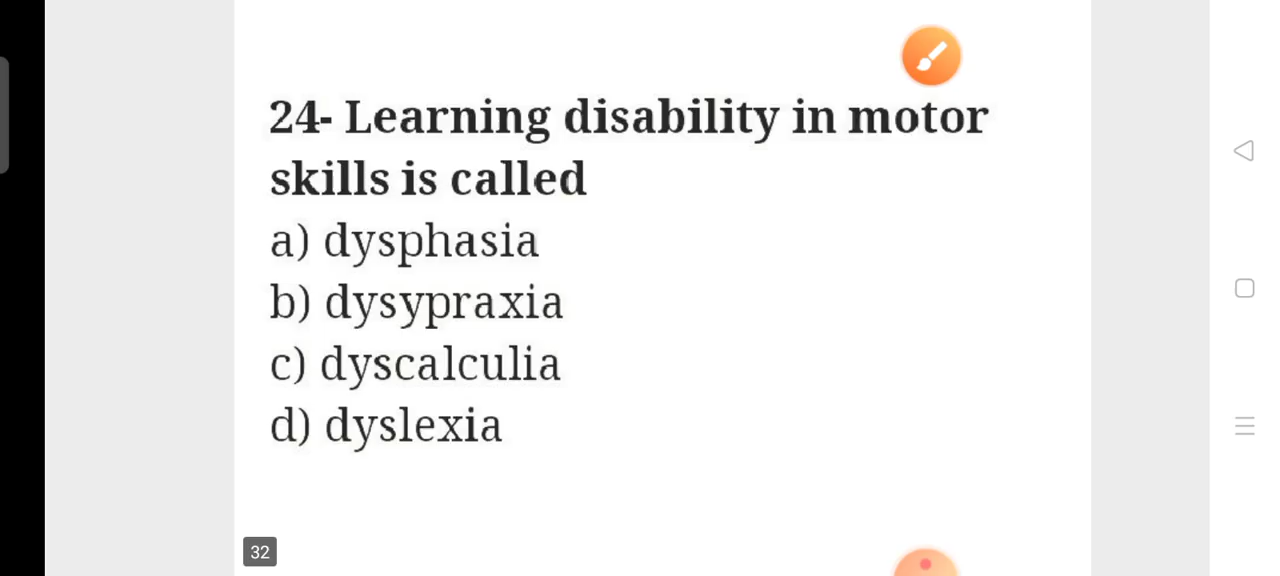 24- Learning disability in motor
skills is called
a) dysphasia
b) dysypraxia
c) dyscalculia
d) dyslexia
32